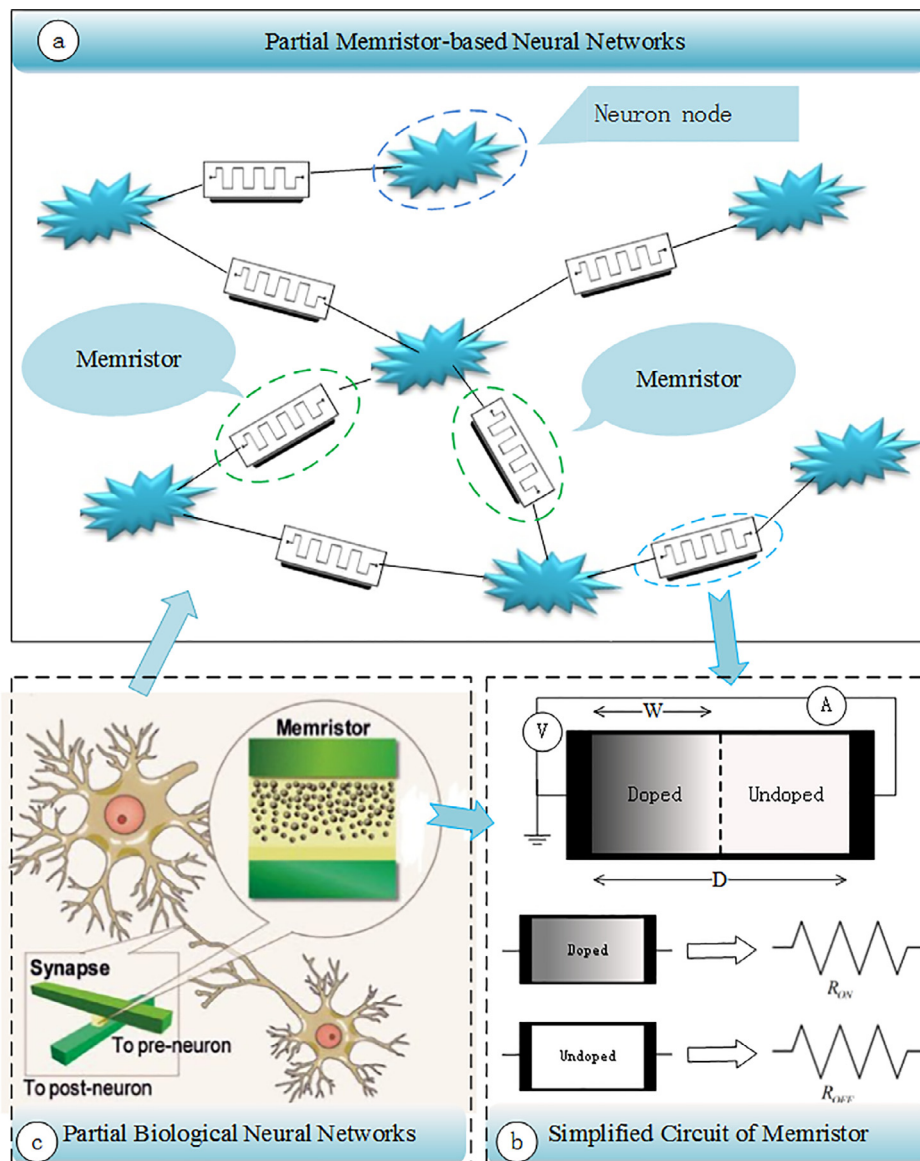 a
Partial Memristor-based Neural Networks
Neuron node
Memristor
Memristor
Memristor
Synapse
To pre-neuron
To post-neuron
c
Partial Biological Neural Networks
W
A
V
Doped
Undoped
D
Doped
R_ON
Undoped
R_OFF
b
Simplified Circuit of Memristor